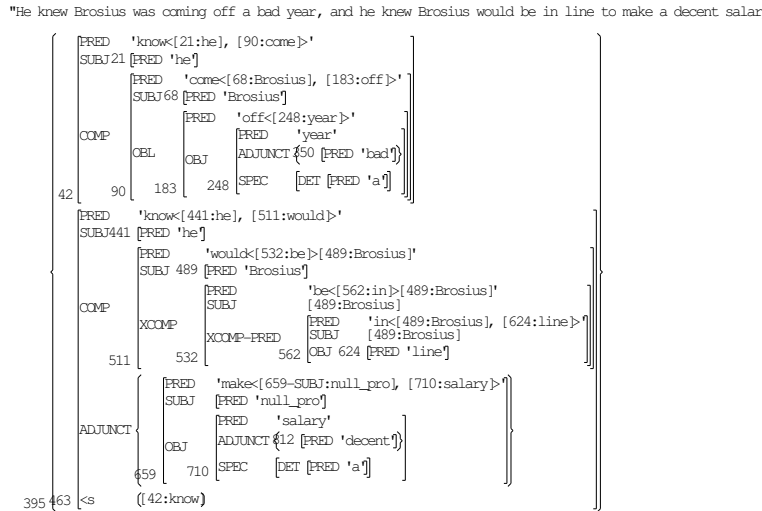 "He knew Brosius was coming off a bad year, and he knew Brosius would be in line to make a decent salar
PRED 'know<[21:he], [90:come]>'
SUBJ 21 [PRED 'he']
PRED 'come<[68:Brosius], [183:off]>'
SUBJ 68 [PRED 'Brosius']
PRED 'off<[248:year]>'
PRED 'year'
COMP
OBL
OBJ
ADJUNCT {350 [PRED 'bad']}
SPEC [DET [PRED 'a']]
42 90 183 248
PRED 'know<[441:he], [511:would]>'
SUBJ 441 [PRED 'he']
PRED 'would<[532:be]>[489:Brosius]'
SUBJ 489 [PRED 'Brosius']
PRED 'be<[562:in]>[489:Brosius]'
COMP
SUBJ [489:Brosius]
XCOMP
PRED 'in<[489:Brosius], [624:line]>'
XCOMP-PRED
SUBJ [489:Brosius]
511 532 562 OBJ 624 [PRED 'line']
PRED 'make<[659-SUBJ:null_pro], [710:salary]>'
SUBJ [PRED 'null_pro']
PRED 'salary'
ADJUNCT
OBJ
ADJUNCT {812 [PRED 'decent']}
659 710 SPEC [DET [PRED 'a']]
395 463 <s ([42:know])